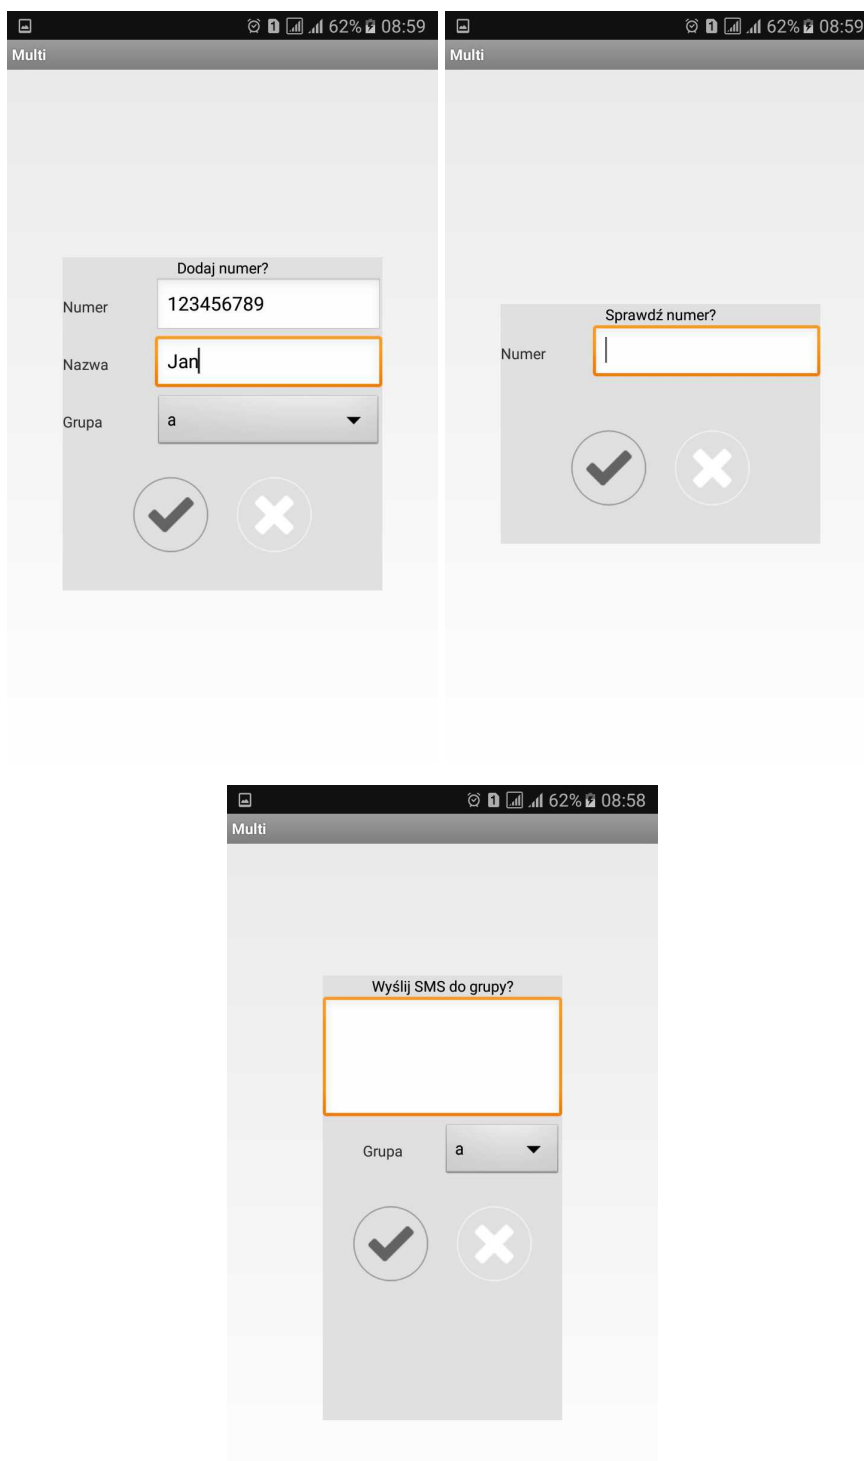 62% 08:59
Multi
Dodaj numer?
Numer 123456789
Nazwa Jan
Grupa a
62% 08:59
Multi
Sprawdź numer?
Numer
62% 08:58
Multi
Wyślij SMS do grupy?
Grupa a